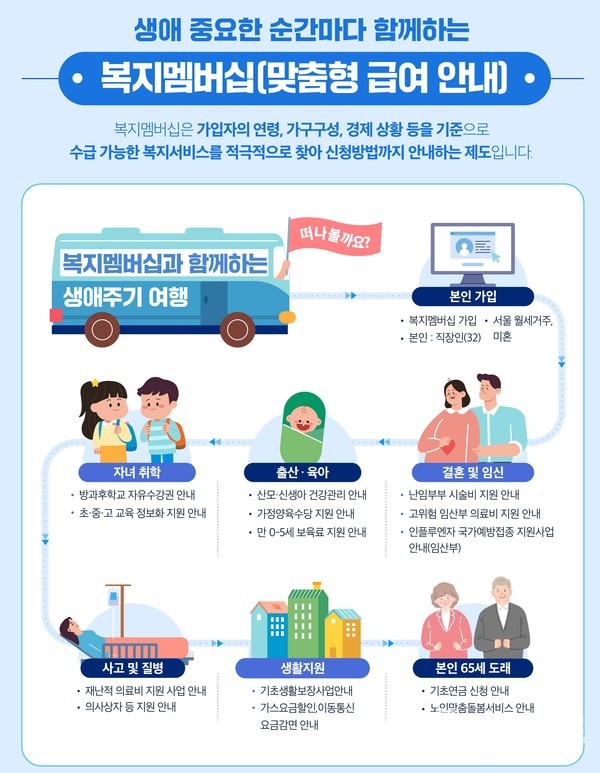 생애 중요한 순간마다 함께하는
복지멤버십(맞춤형 급여 안내)
복지멤버십은 가입자의 연령, 가구구성, 경제 상황 등을 기준으로
수급 가능한 복지서비스를 적극적으로 찾아 신청방법까지 안내하는 제도입니다.
복지멤버십과 함께하는
생애주기 여행
떠나볼까요?
본인 가입
• 복지멤버십 가입
• 본인 : 직장인(32)
• 서울 월세거주,
미혼
결혼 및 임신
• 난임부부 시술비 지원 안내
• 고위험 임산부 의료비 지원 안내
• 인플루엔자 국가예방접종 지원사업
안내(임산부)
출산 · 육아
• 산모·신생아 건강관리 안내
• 가정양육수당 지원 안내
• 만 0-5세 보육료 지원 안내
자녀 취학
• 방과후학교 자유수강권 안내
• 초·중·고 교육 정보화 지원 안내
사고 및 질병
• 재난적 의료비 지원 사업 안내
• 의사상자 등 지원 안내
생활지원
• 기초생활보장사업안내
• 가스요금할인,이동통신
요금감면 안내
본인 65세 도래
• 기초연금 신청 안내
• 노인맞춤돌봄서비스 안내